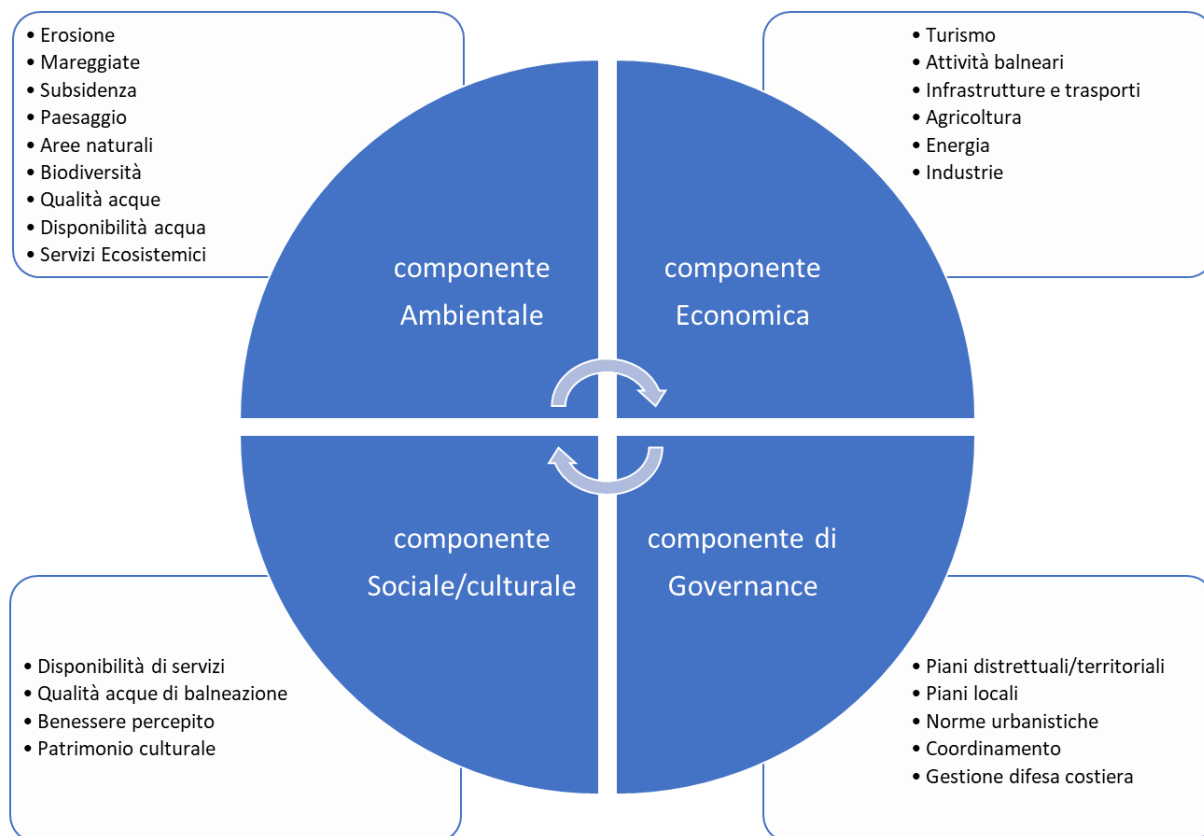 • Erosione
• Mareggiate
• Subsidenza
• Paesaggio
• Aree naturali
• Biodiversità
• Qualità acque
• Disponibilità acqua
• Servizi Ecosistemici
• Turismo
• Attività balneari
• Infrastrutture e trasporti
• Agricoltura
• Energia
• Industrie
componente
Ambientale
componente
Economica
componente
Sociale/culturale
componente di
Governance
• Disponibilità di servizi
• Qualità acque di balneazione
• Benessere percepito
• Patrimonio culturale
• Piani distrettuali/territoriali
• Piani locali
• Norme urbanistiche
• Coordinamento
• Gestione difesa costiera